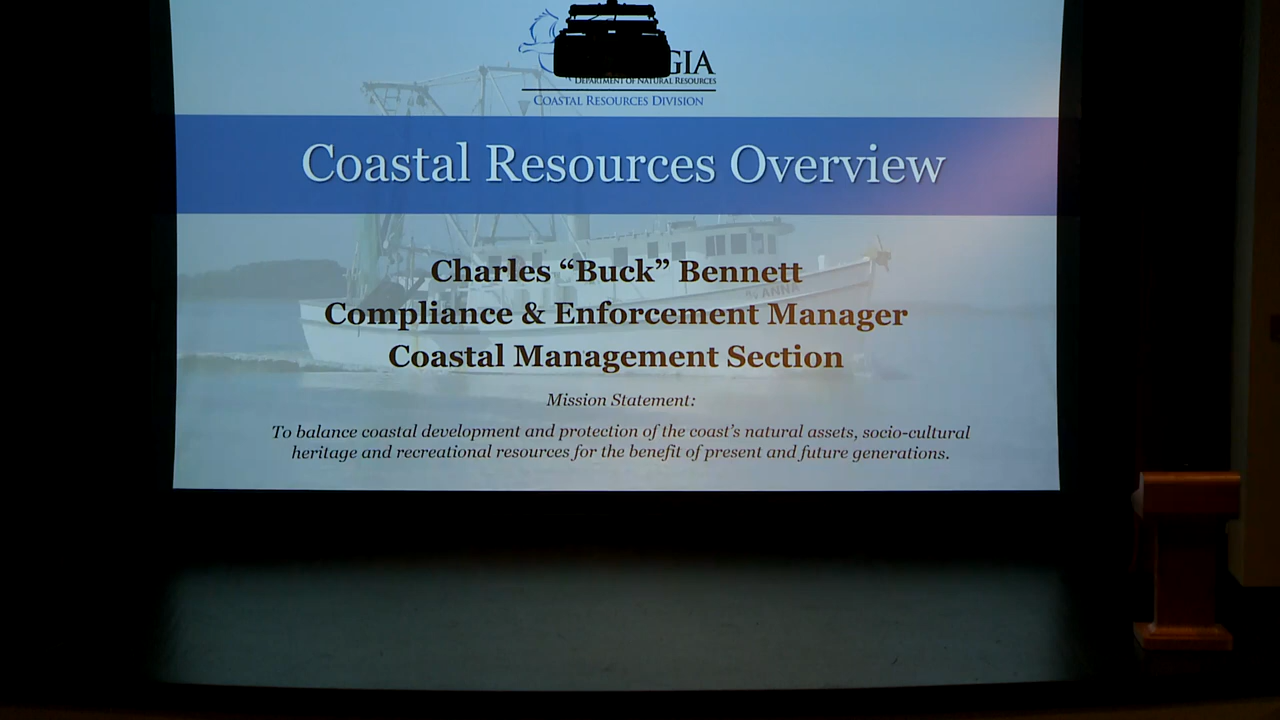 GIA
DEPARTMENT OF NATURAL RESOURCES
COASTAL RESOURCES DIVISION
Coastal Resources Overview
Charles “Buck” Bennett
ANNA
Compliance & Enforcement Manager
Coastal Management Section
Mission Statement:
To balance coastal development and protection of the coast’s natural assets, socio-cultural
heritage and recreational resources for the benefit of present and future generations.